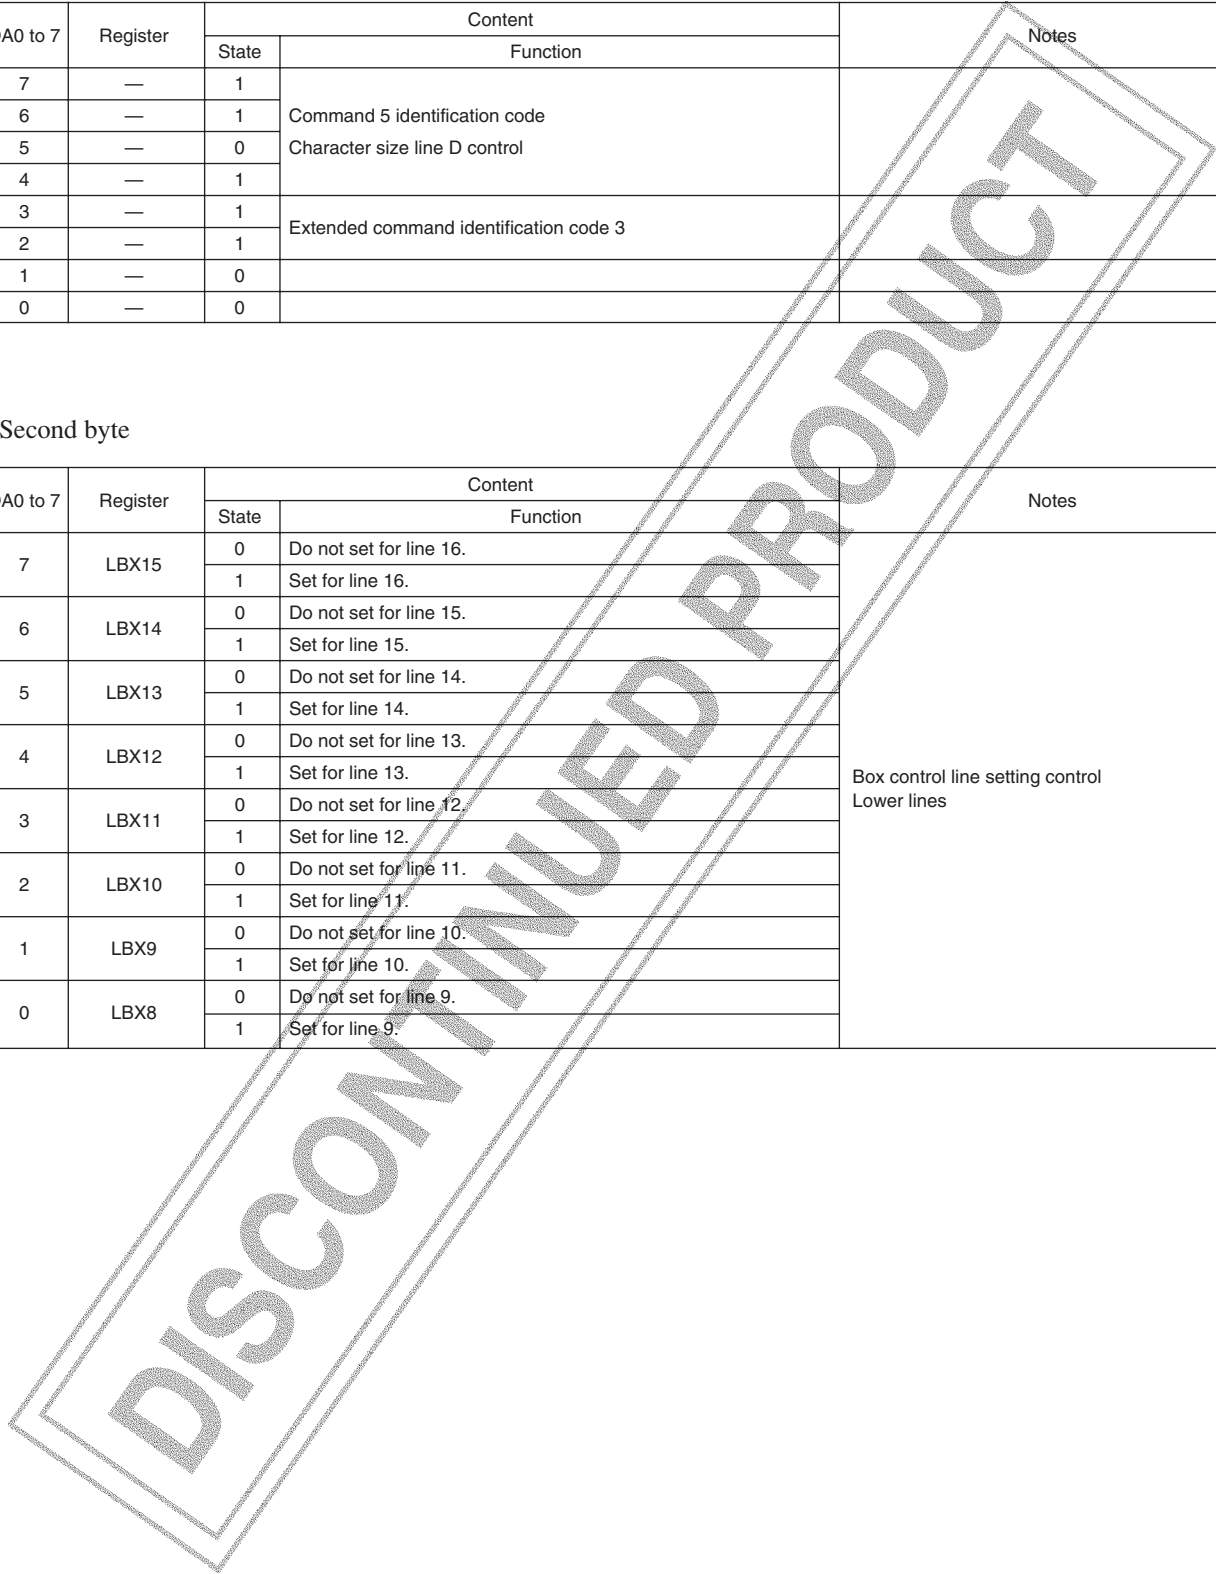 A0 to 7 Register Content Notes
State Function
7 — 1
6 — 1 Command 5 identification code
5 — 0 Character size line D control
4 — 1
3 — 1 Extended command identification code 3
2 — 1
1 — 0
0 — 0
Second byte
A0 to 7 Register Content Notes
State Function
7 LBX15 0 Do not set for line 16.
1 Set for line 16.
6 LBX14 0 Do not set for line 15.
1 Set for line 15.
5 LBX13 0 Do not set for line 14.
1 Set for line 14.
4 LBX12 0 Do not set for line 13.
1 Set for line 13.
Box control line setting control
Lower lines
3 LBX11 0 Do not set for line 12.
1 Set for line 12.
2 LBX10 0 Do not set for line 11.
1 Set for line 11.
1 LBX9 0 Do not set for line 10.
1 Set for line 10.
0 LBX8 0 Do not set for line 9.
1 Set for line 9.
DISCONTINUED PRODUCT